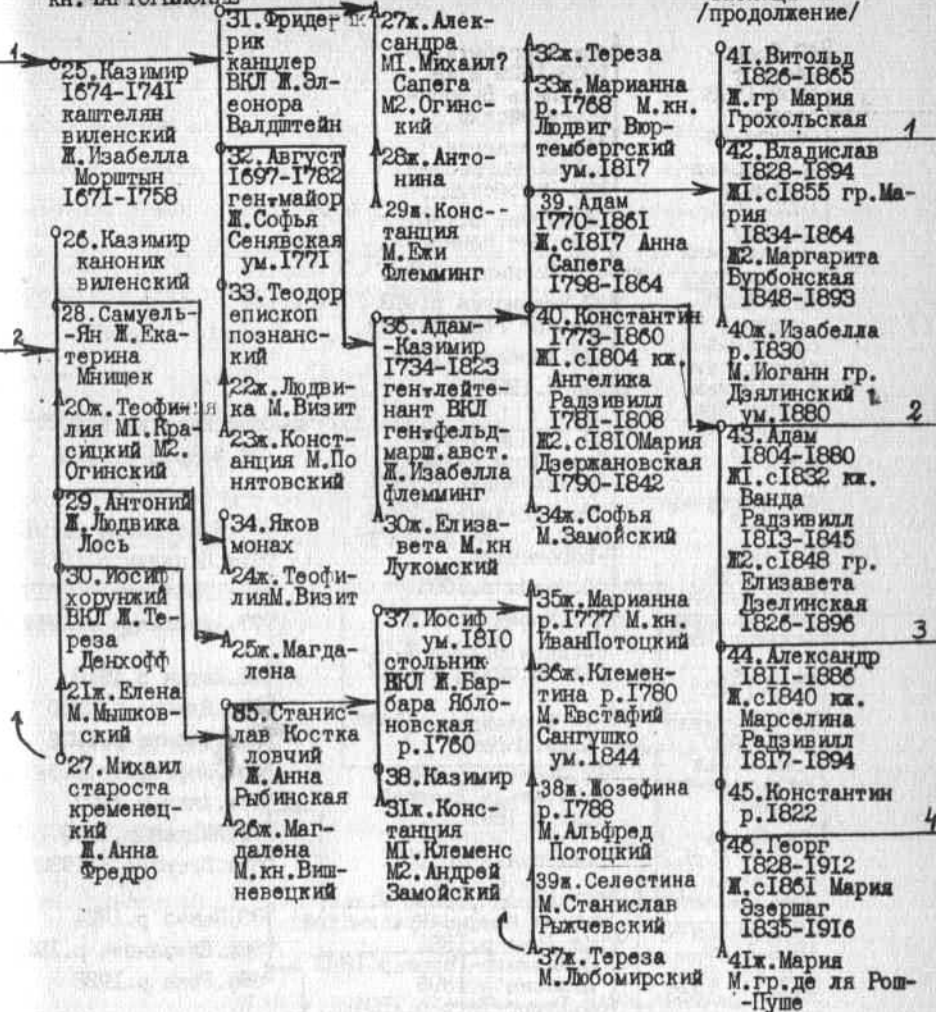 кн. ЧАРТОРЫЙСКИЕ
/продолжение/
1
25.Казимир
1674-1741
каштелян
виленский
Ж.Изабелла
Морштын
1671-1758
26.Казимир
каноник
виленский
28.Самуель-
Ян Ж.Ека-
терина
Мнищек
2
20ж.Теофи
лия М1.Кра-
сицкий М2.
Огинский
29.Антоний
Ж.Людвика
Лось
30.Иосиф
хорунжий
ВКЛ Ж.Те-
реза
Денхофф
21ж.Елена
М.Мышков-
ский
27.Михаил
староста
кременец-
кий
Ж.Анна
Фредро
31.Фридер
рик
канцлер
ВКЛ Ж.Эл-
еонора
Валдштейн
32.Август
1697-1782
ген.майор
Ж.Софья
Сенявская
ум.1771
33.Теодор
епископ
познанс-
кий
22ж.Людви-
ка М.Визит
23ж.Конст-
анция М.По
нятовский
34.Яков
монах
24ж.Теофи-
лияМ.Визит
25ж.Магда-
лена
35.Станис-
лав Костка
ловчий
Ж.Анна
Рыбинская
26ж.Маг-
далена
М.кн.Виш-
невецкий
27ж.Алек-
сандра
М1.Михаил?
Сапега
М2.Огинс-
кий
28ж.Анто-
нина
29ж.Конс-
танция
М.Ежи
Флемминг
36.Адам-
-Казимир
1734-1823
ген.лейте-
нант ВКЛ
ген.фельд-
марш.авст.
Ж.Изабелла
флемминг
30ж.Елиза-
вета М.кн
Лукомский
37.Иосиф
ум.1810
стольник
ВКЛ Ж.Бар-
бара Ябло-
новская
р.1760
38.Казимир
31ж.Конс-
танция
М1.Клеменс
М2.Андрей
Замойский
32ж.Тереза
33ж.Марианна
р.1768 М.кн.
Людвиг Вюр-
тембергский
ум.1817
39.Адам
1770-1861
Ж.с1817 Анна
Сапега
1798-1864
40.Константин
1773-1860
Ж1.с1804 кж.
Ангелика
Радзивилл
1781-1808
Ж2.с1810Мария
Дзержановская
1790-1842
34ж.Софья
М.Замойский
35ж.Марианна
р.1777 М.кн.
ИванПотоцкий
36ж.Клемен-
тина р.1780
М.Евстафий
Сангушко
ум.1844
38ж.Жозефина
р.1788
М.Альфред
Потоцкий
39ж.Селестина
М.Станислав
Рыжчевский
37ж.Тереза
М.Любомирский
41.Витольд
1826-1865
Ж.гр Мария
Грохольская
1
42.Владислав
1828-1894
Ж1.с1855 гр.Ма-
рия
1834-1864
Ж2.Маргарита
Бурбонская
1848-1893
40ж.Изабелла
р.1830
М.Иоганн гр.
Дзялинский
ум.1880
2
43.Адам
1804-1880
Ж1.с1832 кж.
Ванда
Радзивилл
1813-1845
Ж2.с1848 гр.
Елизавета
Дзелинская
1826-1896
3
44.Александр
1811-1886
Ж.с1840 кж.
Марселина
Радзивилл
1817-1894
45.Константин
р.1822
4
46.Георг
1828-1912
Ж.с1861 Мария
Эзершаг
1835-1916
41ж.Мария
М.гр.де ля Рош-
-Пуше